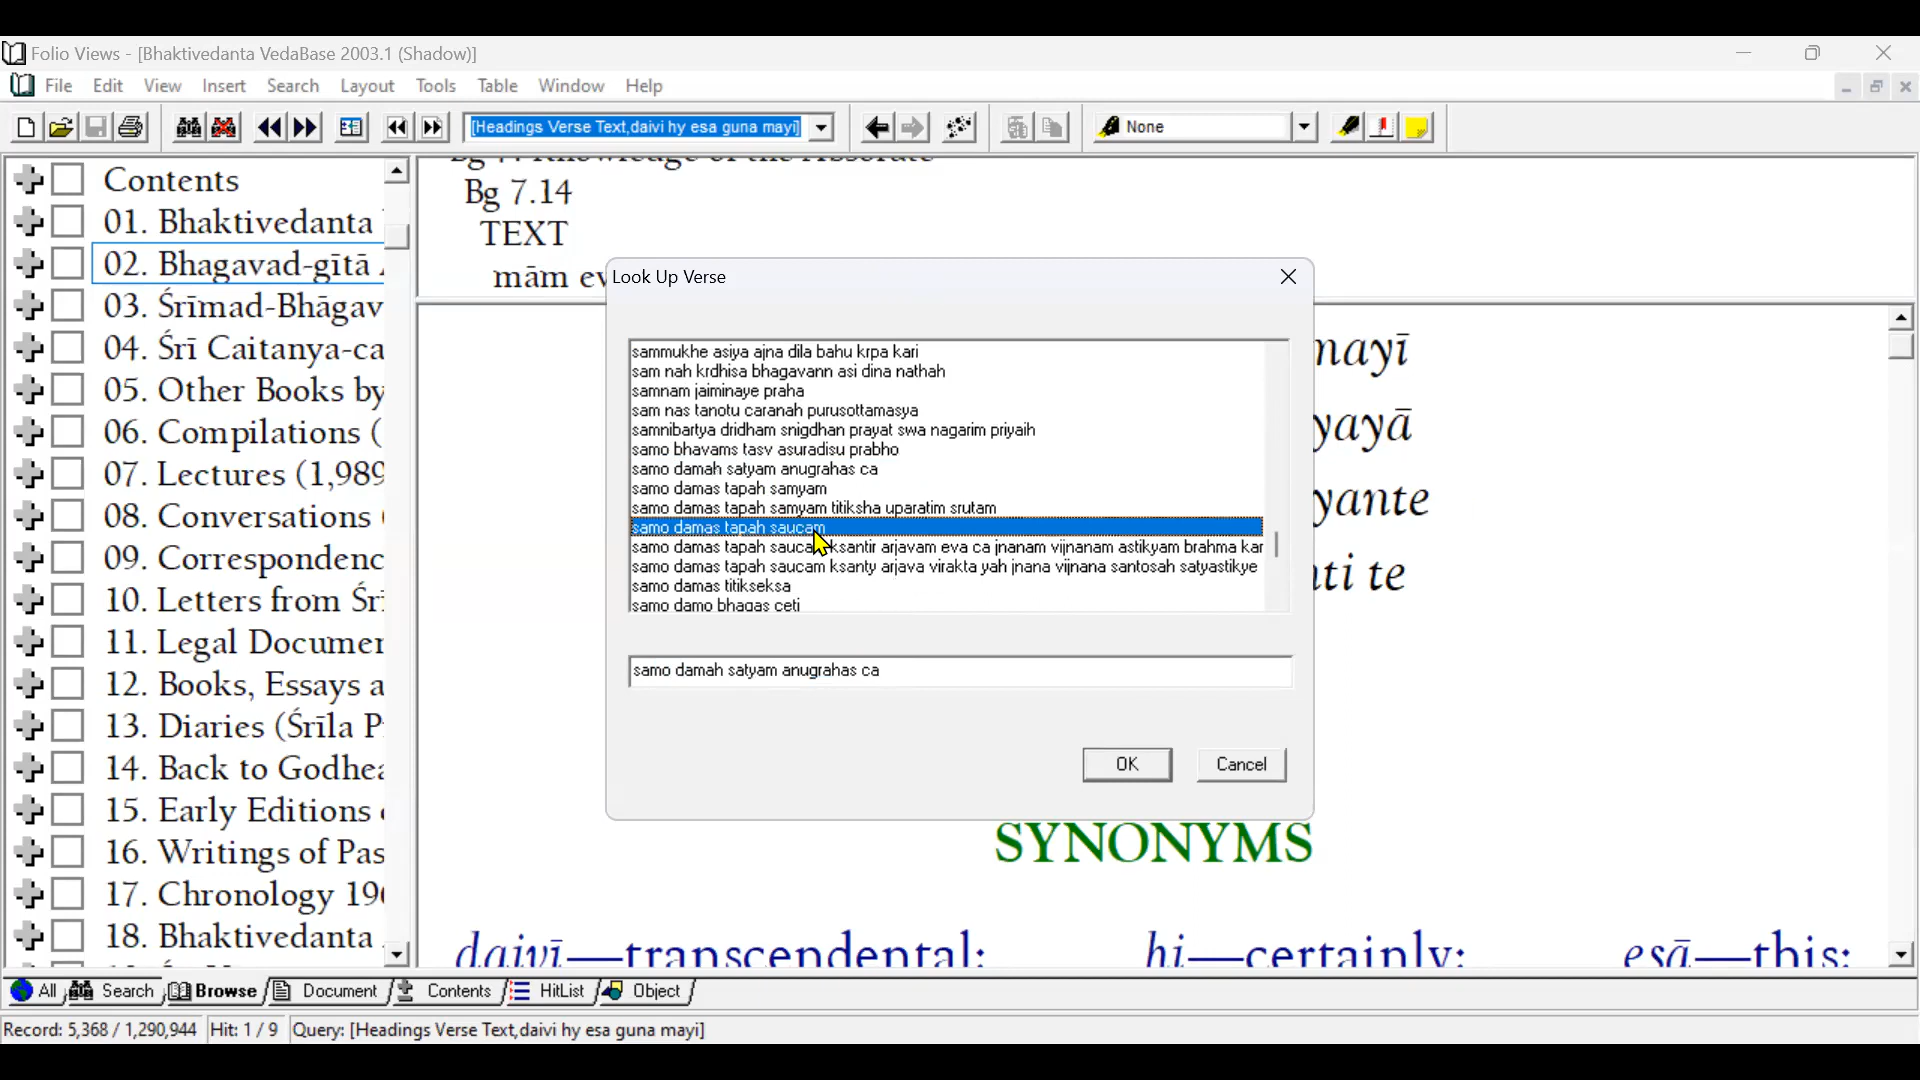 Folio Views - [Bhaktivedanta VedaBase 2003.1 (Shadow)]
File Edit View Insert Search Layout Tools Table Window Help
[Headings Verse Text,daivi hy esa guna mayi] None
Contents
01. Bhaktivedanta
02. Bhagavad-gītā
03. Śrīmad-Bhāgav
04. Śrī Caitanya-ca
05. Other Books by
06. Compilations (
07. Lectures (1,989
08. Conversations
09. Correspondenc
10. Letters from Śrī
11. Legal Documen
12. Books, Essays a
13. Diaries (Śrīla P
14. Back to Godhea
15. Early Editions
16. Writings of Pas
17. Chronology 196
18. Bhaktivedanta
Bg 7.14
TEXT
mām ev
Look Up Verse
sammukhe asiya ajna dila bahu krpa kari
sam nah krdhisa bhagavann asi dina nathah
samnam jaiminaye praha
sam nas tanotu caranah purusottamasya
samnibartya dridham snigdhan prayat swa nagarim priyaih
samo bhavams tasv asuradisu prabho
samo damah satyam anugrahas ca
samo damas tapah samyam
samo damas tapah samyam titiksha uparatim srutam
samo damas tapah saucam
samo damas tapah saucam ksantir arjavam eva ca jnanam vijnanam astikyam brahma kar
samo damas tapah saucam ksanty arjava virakta yah jnana vijnana santosah satyastikye
samo damas titikseksa
samo damo bhagas ceti
samo damah satyam anugrahas ca
OK Cancel
mayī
yayā
yante
nti te
SYNONYMS
daivī—transcendental; hi—certainly; eṣā—this;
All Search Browse Document Contents HitList Object
Record: 5,368 / 1,290,944 Hit: 1 / 9 Query: [Headings Verse Text,daivi hy esa guna mayi]